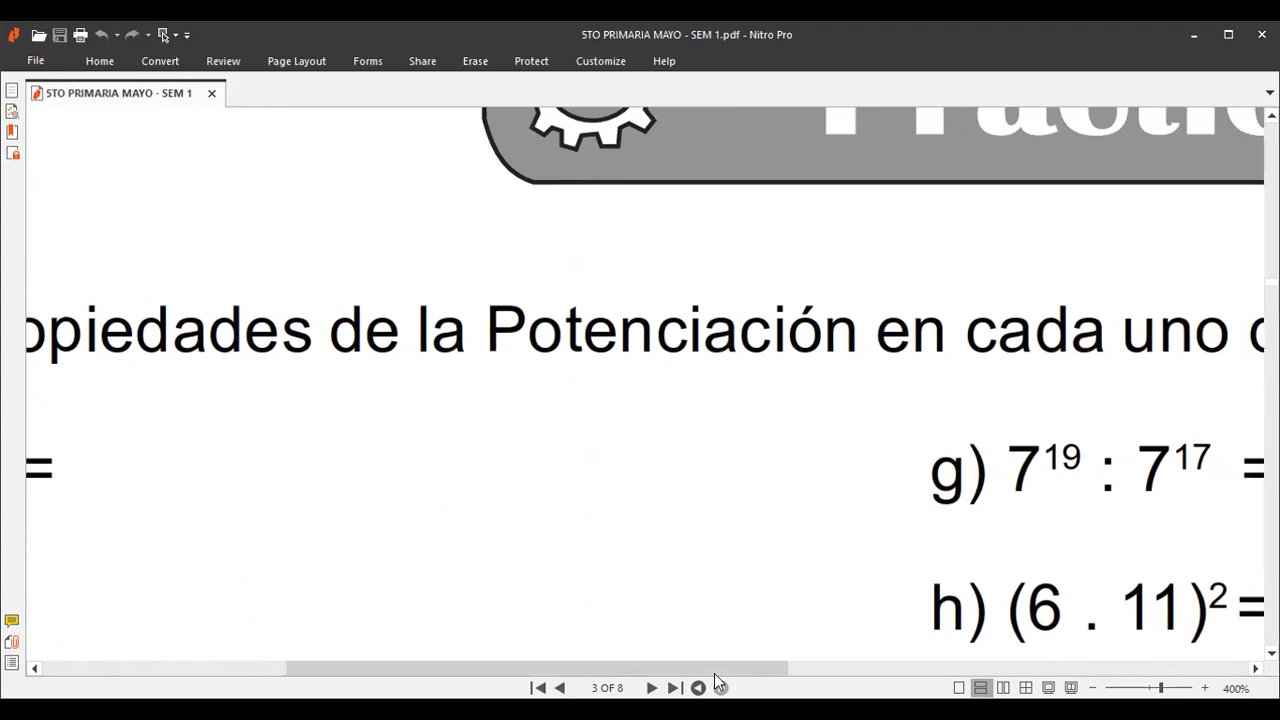 5TO PRIMARIA MAYO - SEM 1.pdf - Nitro Pro
File Home Convert Review Page Layout Forms Share Erase Protect Customize Help
5TO PRIMARIA MAYO - SEM 1
opiedades de la Potenciación en cada uno
=
g) 7¹⁹ : 7¹⁷ =
h) (6 . 11)² =
3 OF 8
400%